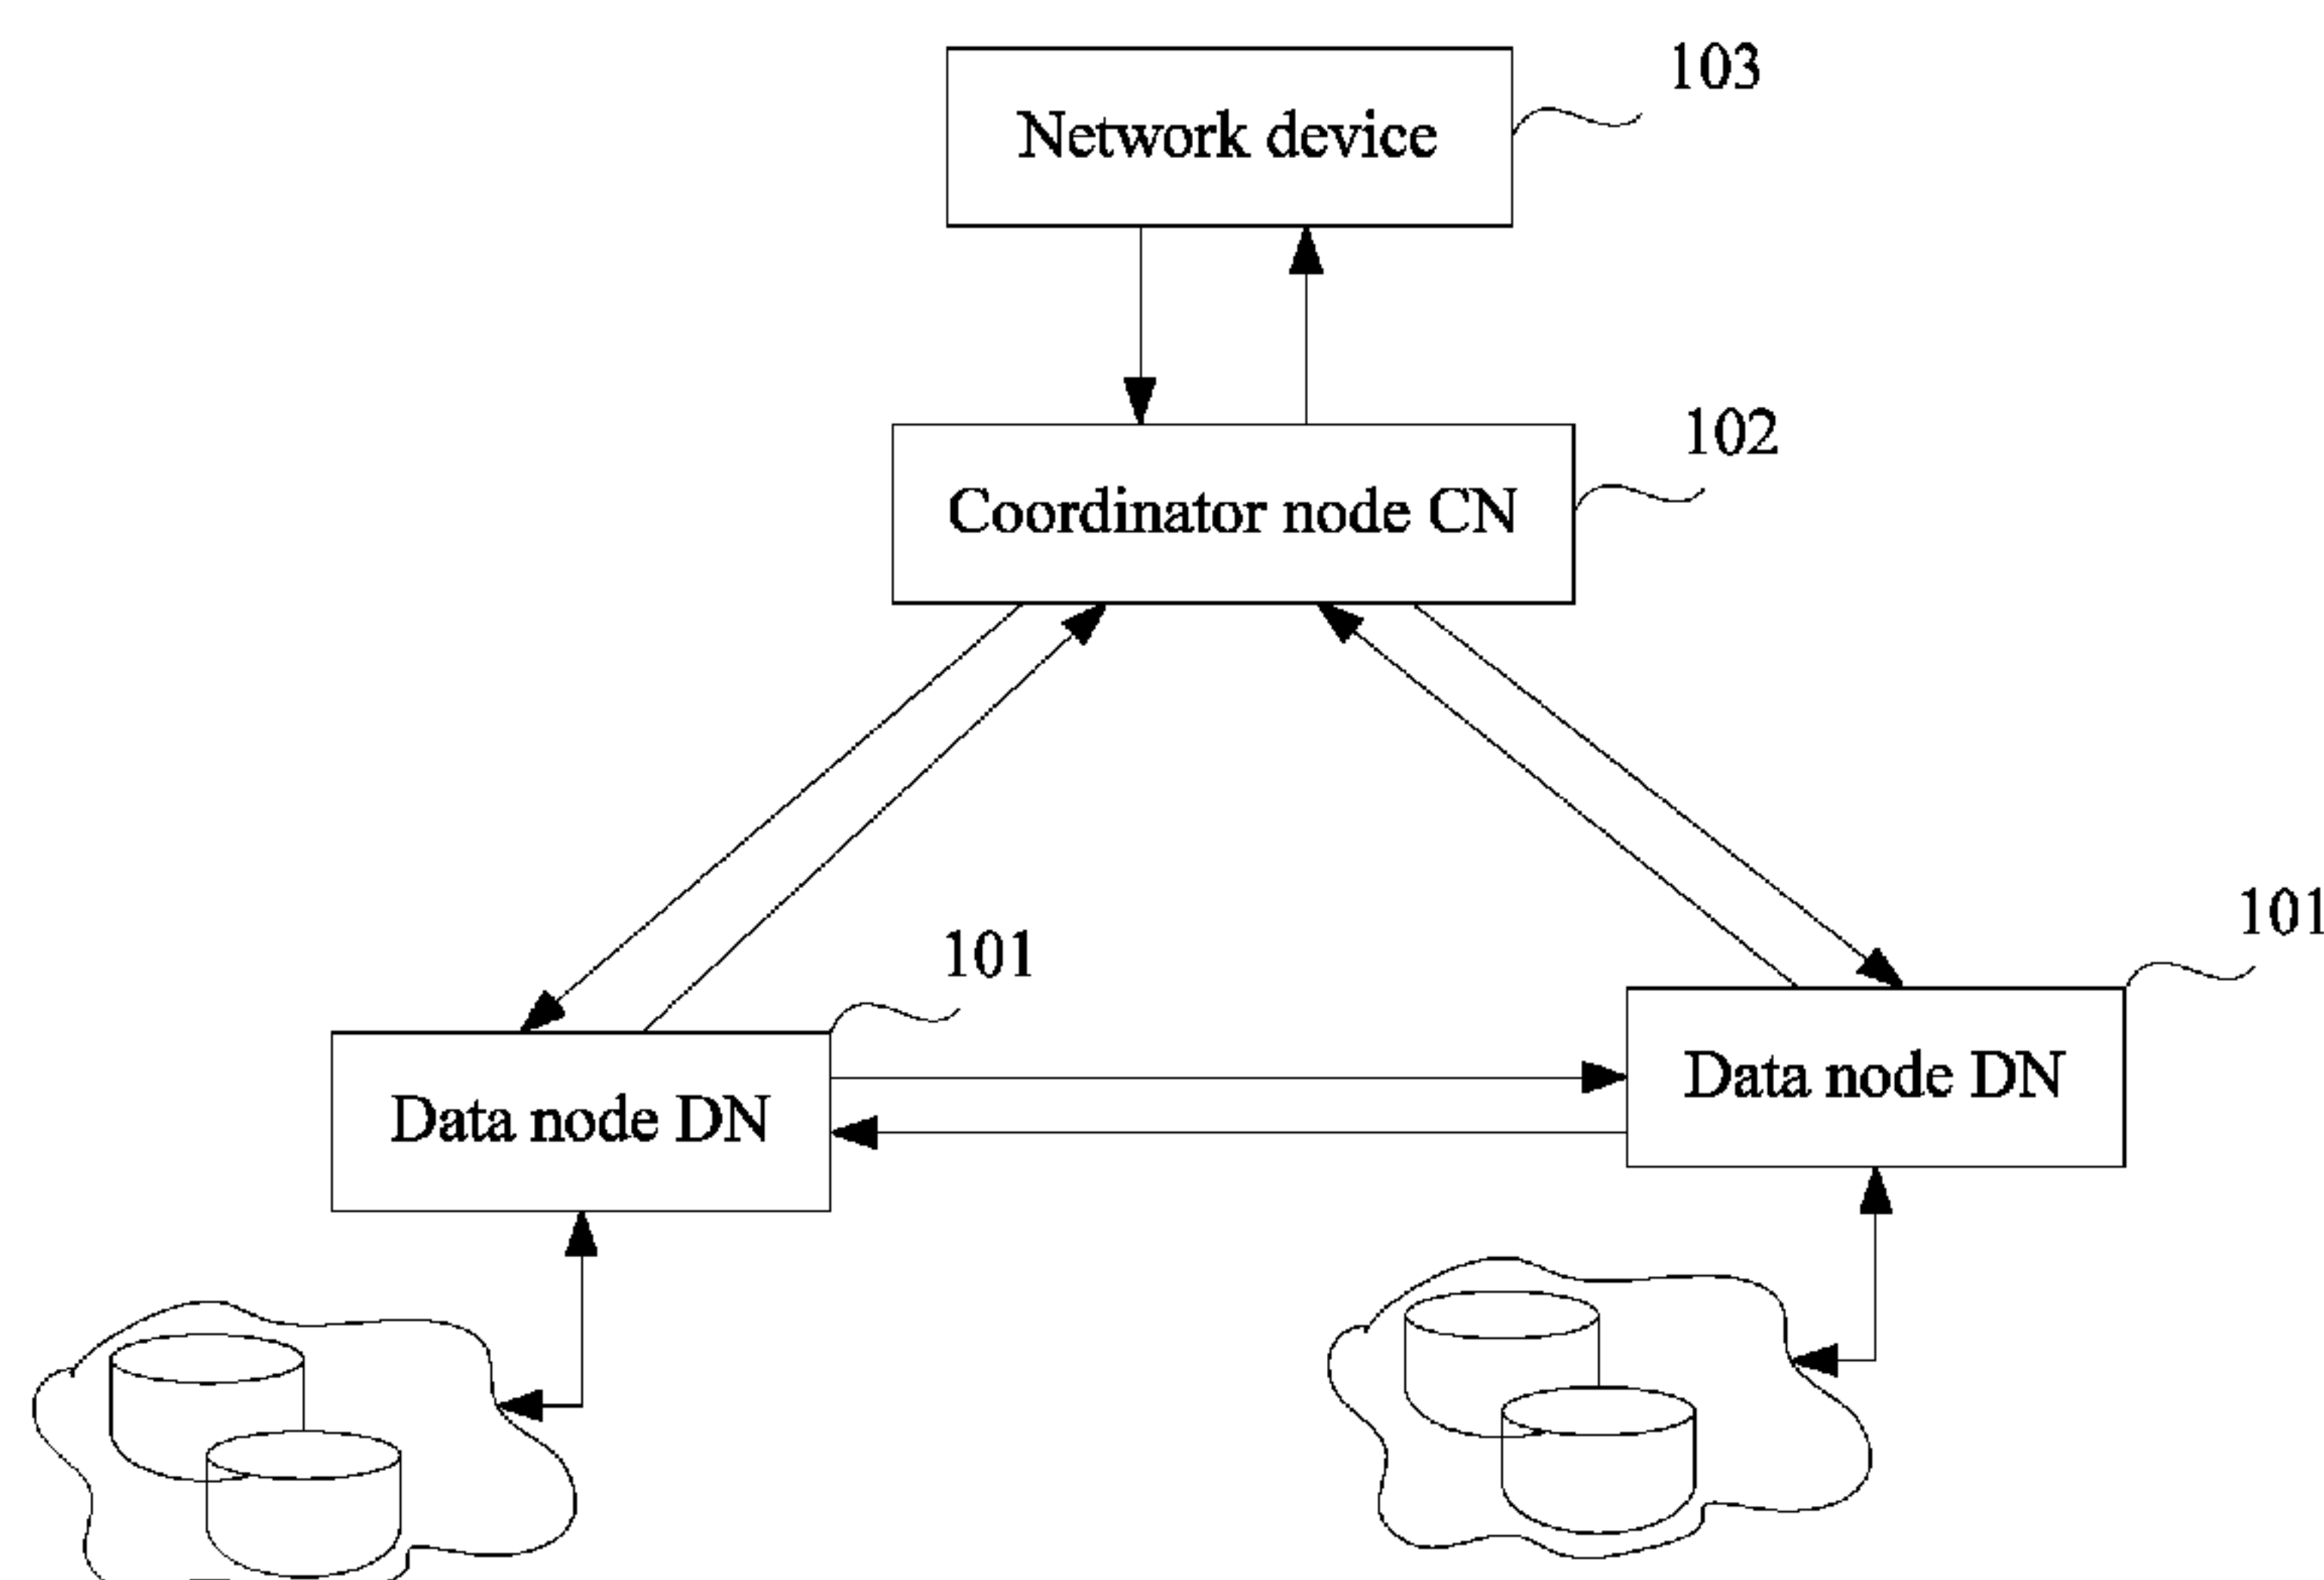 103
Network device
102
Coordinator node CN
101
101
Data node DN
Data node DN